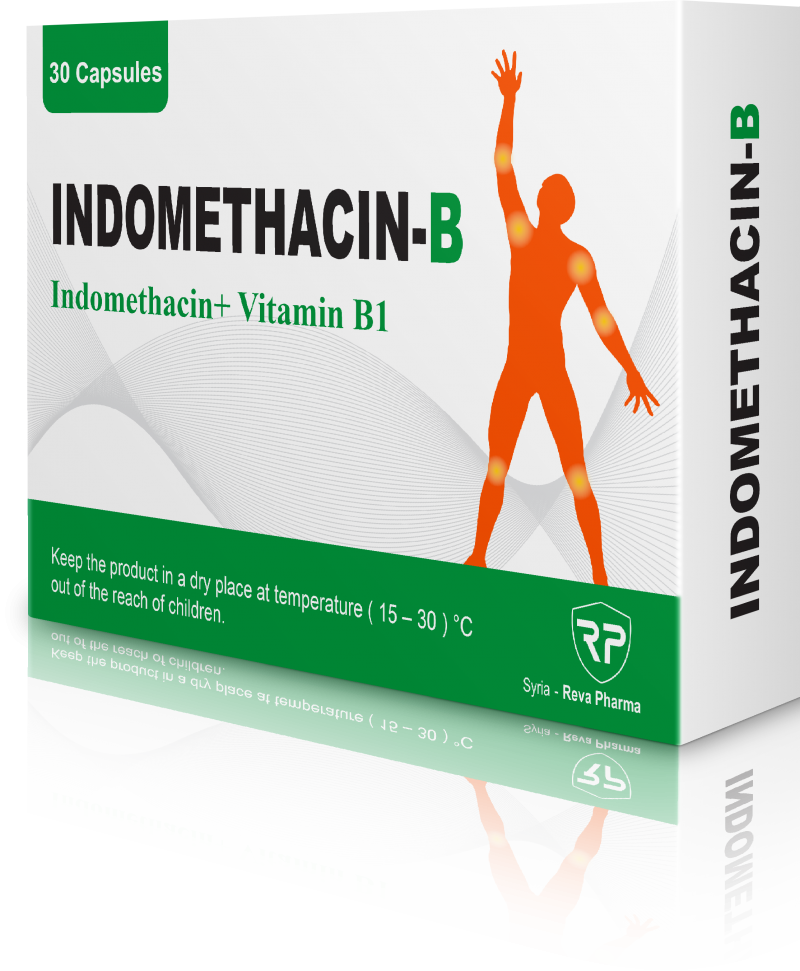 30 Capsules
INDOMETHACIN-B
Indomethacin+ Vitamin B1
Keep the product in a dry place at temperature ( 15 – 30 ) °C
out of the reach of children.
RP
Syria - Reva Pharma
INDOMETHACIN-B